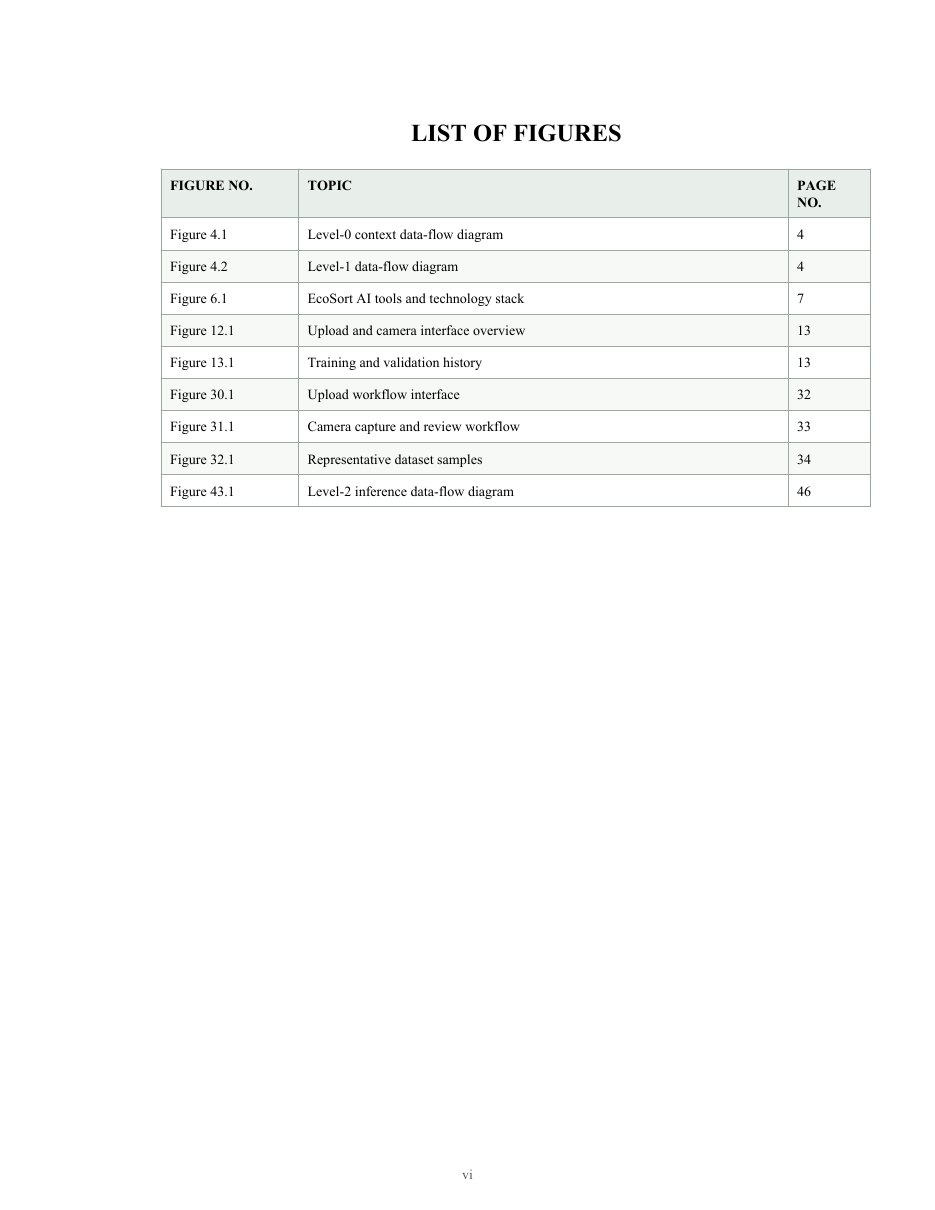 LIST OF FIGURES
FIGURE NO. TOPIC PAGE
NO.
Figure 4.1 Level-0 context data-flow diagram 4
Figure 4.2 Level-1 data-flow diagram 4
Figure 6.1 EcoSort AI tools and technology stack 7
Figure 12.1 Upload and camera interface overview 13
Figure 13.1 Training and validation history 13
Figure 30.1 Upload workflow interface 32
Figure 31.1 Camera capture and review workflow 33
Figure 32.1 Representative dataset samples 34
Figure 43.1 Level-2 inference data-flow diagram 46
vi